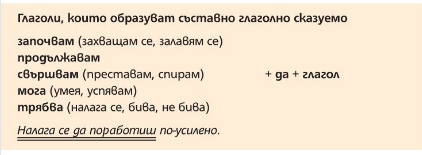 Глаголи, които образуват съставно глаголно сказуемо
започвам (захващам се, залавям се)
продължавам
свършвам (преставам, спирам) + да + глагол
мога (умея, успявам)
трябва (налага се, бива, не бива)
Налага се да поработиш по-усилено.